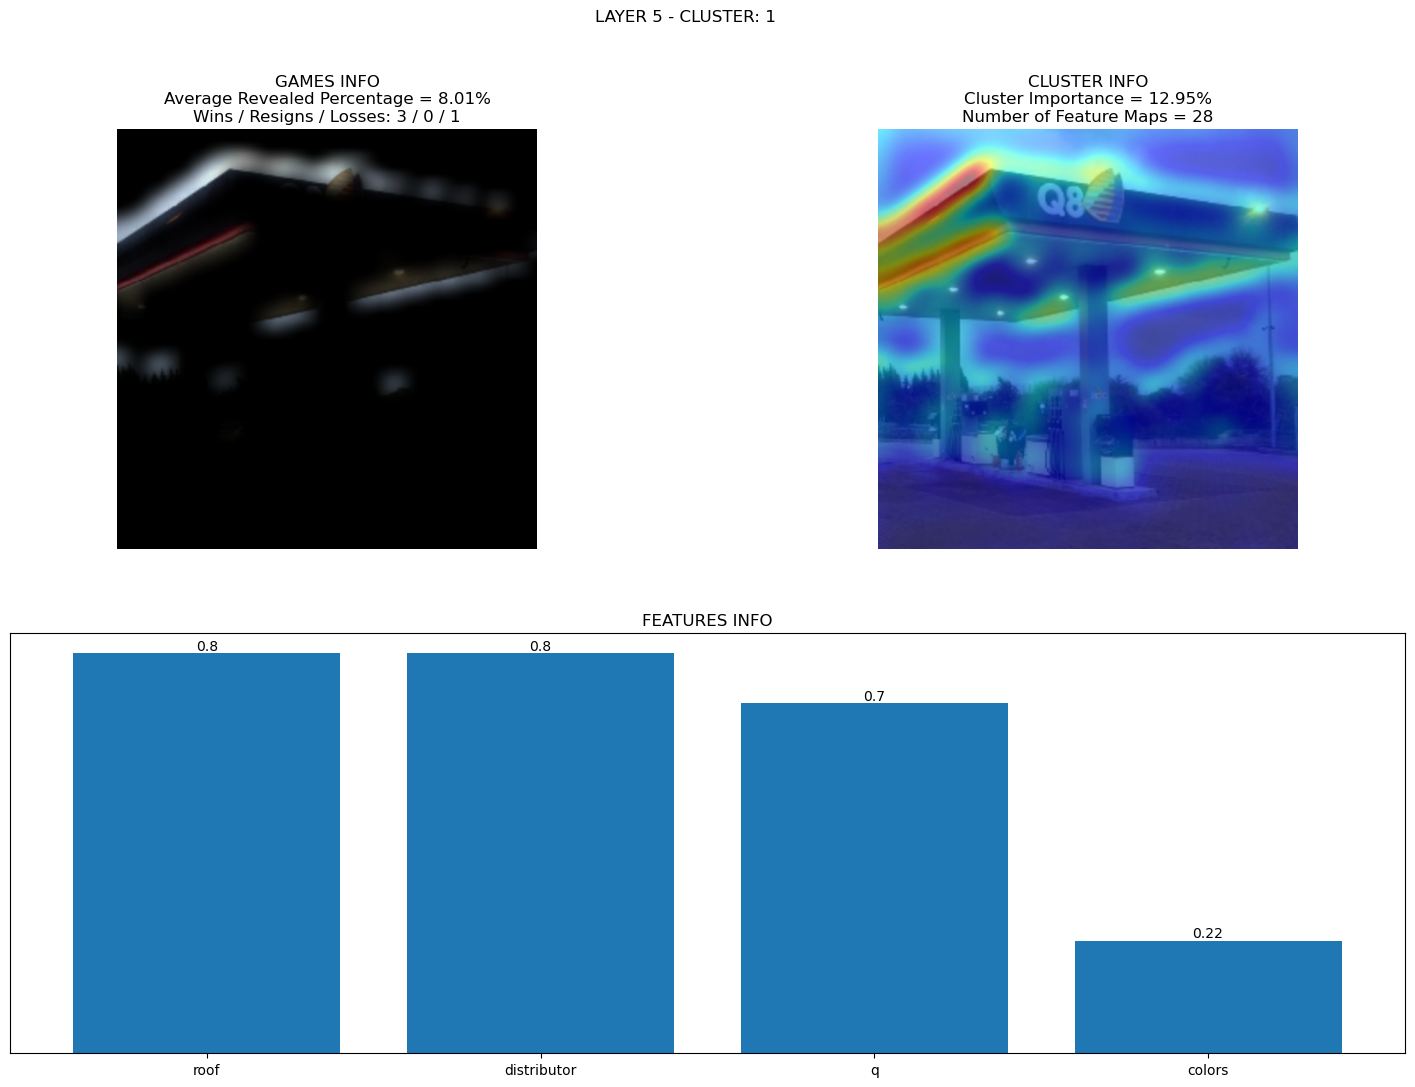 LAYER 5 - CLUSTER: 1
GAMES INFO
Average Revealed Percentage = 8.01%
Wins / Resigns / Losses: 3 / 0 / 1
CLUSTER INFO
Cluster Importance = 12.95%
Number of Feature Maps = 28
Q8
FEATURES INFO
0.8
0.8
0.7
0.22
roof
distributor
q
colors